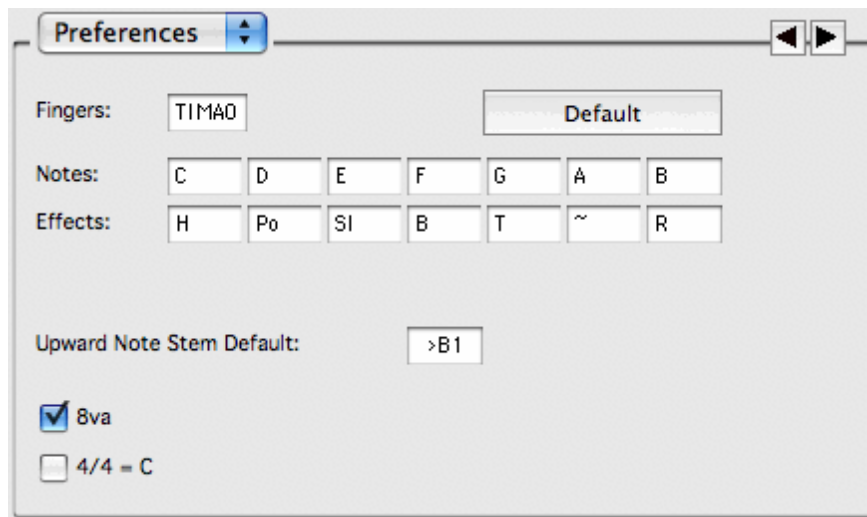 Preferences
Fingers: TIMAO Default
Notes: C D E F G A B
Effects: H Po Sl B T ~ R
Upward Note Stem Default: >B1
8va
4/4 = C